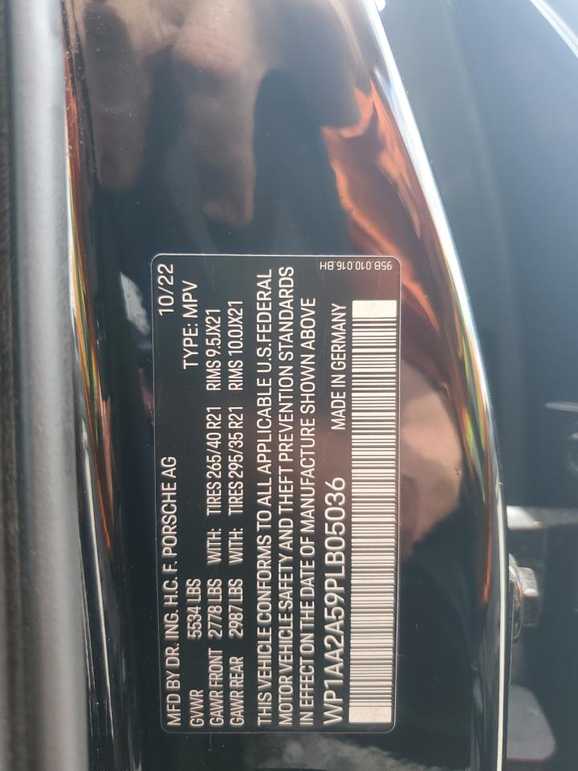 MFD BY DR. ING. H.C. F. PORSCHE AG 10/22
GVWR 5534 LBS TYPE: MPV
GAWR FRONT 2778 LBS WITH: TIRES 265/40 R21 RIMS 9.5JX21
GAWR REAR 2987 LBS WITH: TIRES 295/35 R21 RIMS 10.0JX21
THIS VEHICLE CONFORMS TO ALL APPLICABLE U.S.FEDERAL
MOTOR VEHICLE SAFETY AND THEFT PREVENTION STANDARDS
IN EFFECT ON THE DATE OF MANUFACTURE SHOWN ABOVE
WP1AA2A59PLB05036 MADE IN GERMANY
95B.010.016.BH